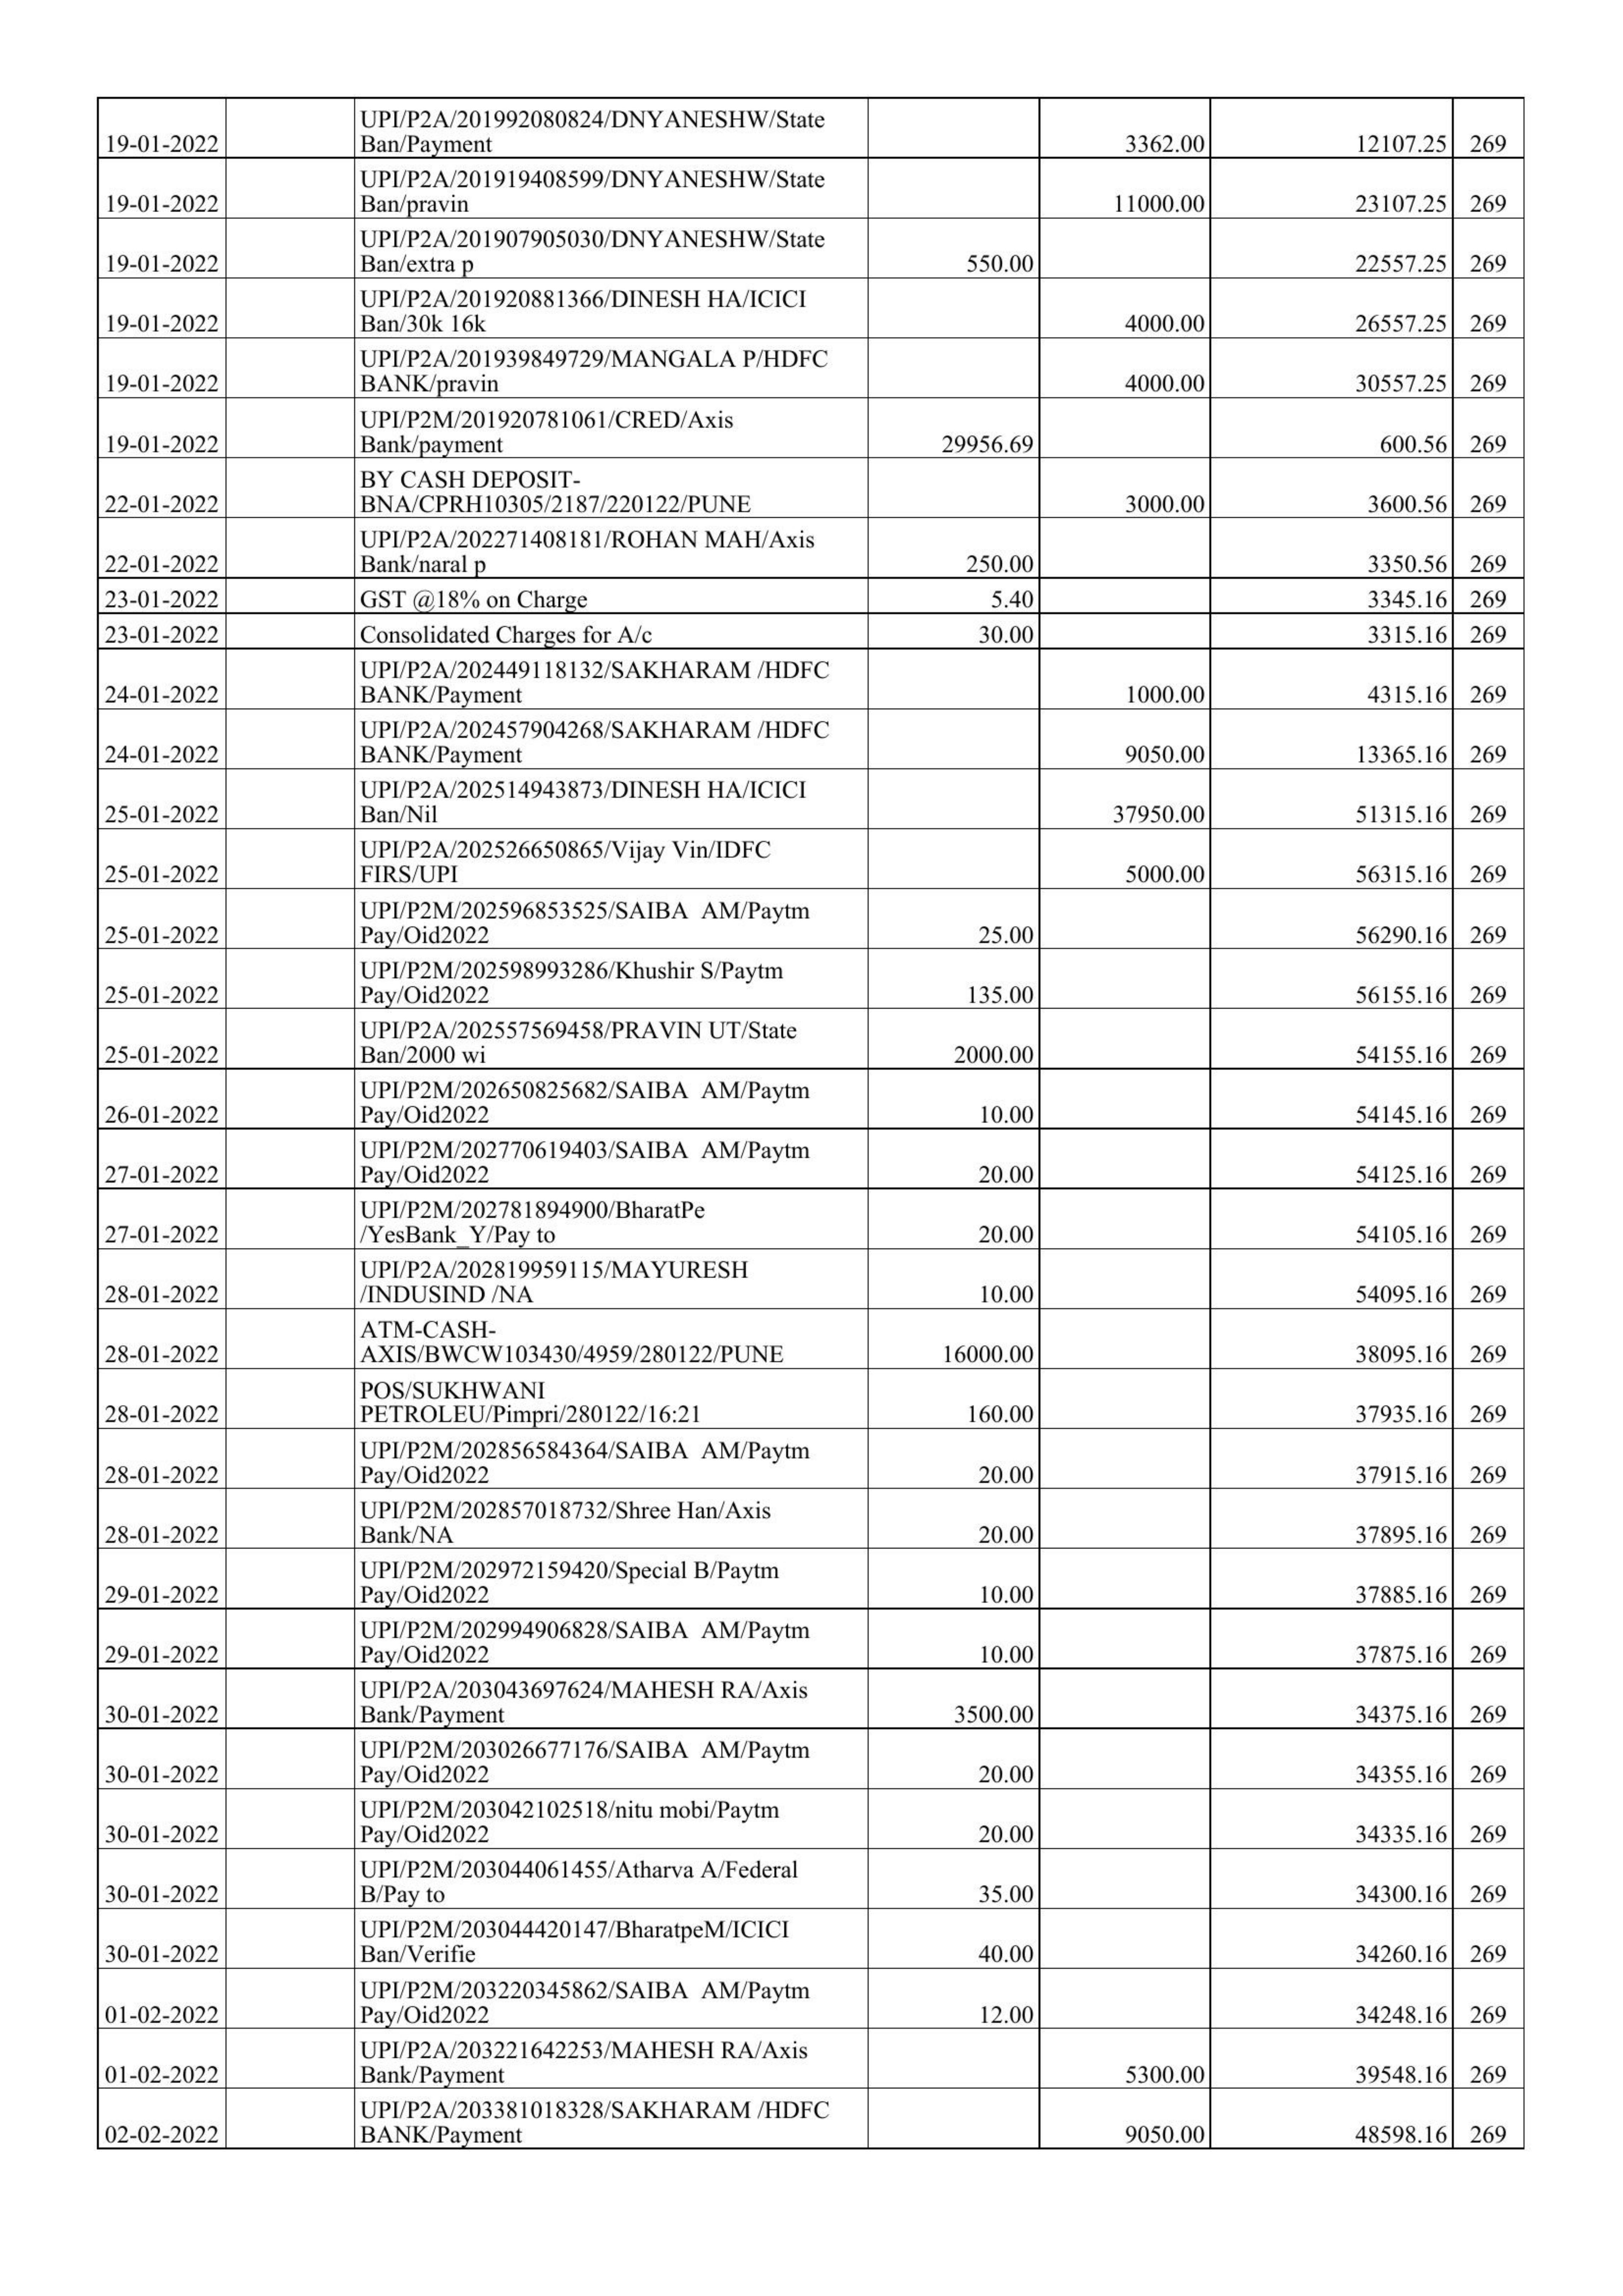 UPI/P2A/201992080824/DNYANESHW/State
19-01-2022 Ban/Payment 3362.00 12107.25 269
UPI/P2A/201919408599/DNYANESHW/State
19-01-2022 Ban/pravin 11000.00 23107.25 269
UPI/P2A/201907905030/DNYANESHW/State
19-01-2022 Ban/extra p 550.00 22557.25 269
UPI/P2A/201920881366/DINESH HA/ICICI
19-01-2022 Ban/30k 16k 4000.00 26557.25 269
UPI/P2A/201939849729/MANGALA P/HDFC
19-01-2022 BANK/pravin 4000.00 30557.25 269
UPI/P2M/201920781061/CRED/Axis
19-01-2022 Bank/payment 29956.69 600.56 269
BY CASH DEPOSIT-
22-01-2022 BNA/CPRH10305/2187/220122/PUNE 3000.00 3600.56 269
UPI/P2A/202271408181/ROHAN MAH/Axis
22-01-2022 Bank/naral p 250.00 3350.56 269
23-01-2022 GST @18% on Charge 5.40 3345.16 269
23-01-2022 Consolidated Charges for A/c 30.00 3315.16 269
UPI/P2A/202449118132/SAKHARAM /HDFC
24-01-2022 BANK/Payment 1000.00 4315.16 269
UPI/P2A/202457904268/SAKHARAM /HDFC
24-01-2022 BANK/Payment 9050.00 13365.16 269
UPI/P2A/202514943873/DINESH HA/ICICI
25-01-2022 Ban/Nil 37950.00 51315.16 269
UPI/P2A/202526650865/Vijay Vin/IDFC
25-01-2022 FIRS/UPI 5000.00 56315.16 269
UPI/P2M/202596853525/SAIBA  AM/Paytm
25-01-2022 Pay/Oid2022 25.00 56290.16 269
UPI/P2M/202598993286/Khushir S/Paytm
25-01-2022 Pay/Oid2022 135.00 56155.16 269
UPI/P2A/202557569458/PRAVIN UT/State
25-01-2022 Ban/2000 wi 2000.00 54155.16 269
UPI/P2M/202650825682/SAIBA  AM/Paytm
26-01-2022 Pay/Oid2022 10.00 54145.16 269
UPI/P2M/202770619403/SAIBA  AM/Paytm
27-01-2022 Pay/Oid2022 20.00 54125.16 269
UPI/P2M/202781894900/BharatPe
27-01-2022 /YesBank_Y/Pay to 20.00 54105.16 269
UPI/P2A/202819959115/MAYURESH
28-01-2022 /INDUSIND /NA 10.00 54095.16 269
ATM-CASH-
28-01-2022 AXIS/BWCW103430/4959/280122/PUNE 16000.00 38095.16 269
POS/SUKHWANI
28-01-2022 PETROLEU/Pimpri/280122/16:21 160.00 37935.16 269
UPI/P2M/202856584364/SAIBA  AM/Paytm
28-01-2022 Pay/Oid2022 20.00 37915.16 269
UPI/P2M/202857018732/Shree Han/Axis
28-01-2022 Bank/NA 20.00 37895.16 269
UPI/P2M/202972159420/Special B/Paytm
29-01-2022 Pay/Oid2022 10.00 37885.16 269
UPI/P2M/202994906828/SAIBA  AM/Paytm
29-01-2022 Pay/Oid2022 10.00 37875.16 269
UPI/P2A/203043697624/MAHESH RA/Axis
30-01-2022 Bank/Payment 3500.00 34375.16 269
UPI/P2M/203026677176/SAIBA  AM/Paytm
30-01-2022 Pay/Oid2022 20.00 34355.16 269
UPI/P2M/203042102518/nitu mobi/Paytm
30-01-2022 Pay/Oid2022 20.00 34335.16 269
UPI/P2M/203044061455/Atharva A/Federal
30-01-2022 B/Pay to 35.00 34300.16 269
UPI/P2M/203044420147/BharatpeM/ICICI
30-01-2022 Ban/Verifie 40.00 34260.16 269
UPI/P2M/203220345862/SAIBA  AM/Paytm
01-02-2022 Pay/Oid2022 12.00 34248.16 269
UPI/P2A/203221642253/MAHESH RA/Axis
01-02-2022 Bank/Payment 5300.00 39548.16 269
UPI/P2A/203381018328/SAKHARAM /HDFC
02-02-2022 BANK/Payment 9050.00 48598.16 269